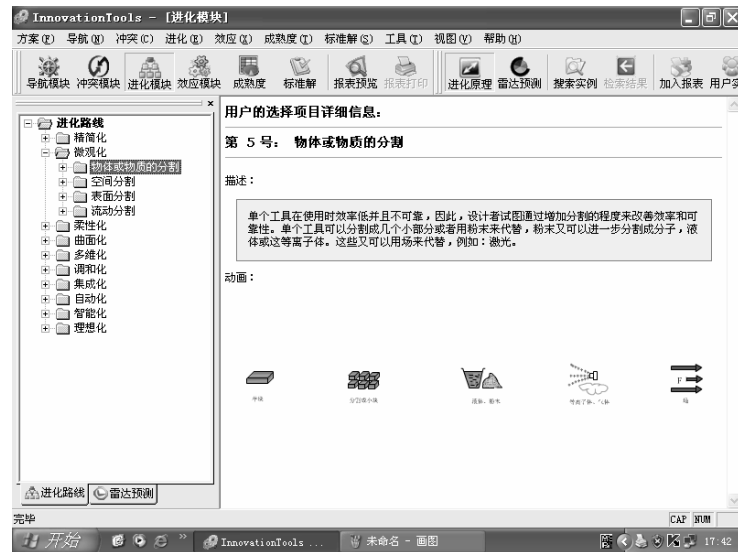 InnovationTools - [进化模块]
方案(P) 导航(N) 冲突(C) 进化(E) 效应(X) 成熟度(T) 标准解(S) 工具(T) 视图(V) 帮助(H)
导航模块 冲突模块 进化模块 效应模块 成熟度 标准解 报表预览 报表打印 进化原理 雷达预测 搜索实例 检索结果 加入报表
用户的选择项目详细信息:
第 5 号: 物体或物质的分割
描述:
单个工具在使用时效率低并且不可靠,因此,设计者试图通过增加分割的程度来改善效率和可
靠性。单个工具可以分割成几个小部分或者用粉末来代替,粉末又可以进一步分割成分子,液
体或这等离子体。这些又可以用场来代替,例如:激光。
动画:
F
场
进化路线
精简化
微观化
物体或物质的分割
空间分割
表面分割
流动分割
柔性化
曲面化
多维化
调和化
集成化
自动化
智能化
理想化
进化路线 雷达预测
完毕
CAP NUM
开始
InnovationTools ...
未命名 - 画图
17:42